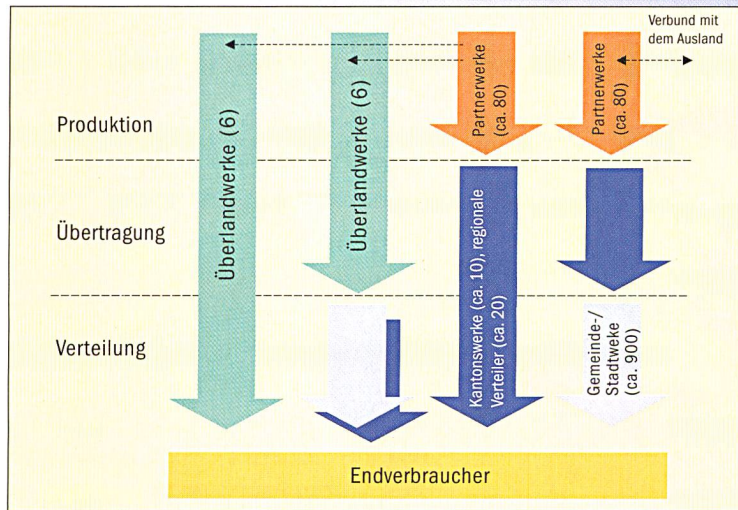 Verbund mit
dem Ausland
Produktion
Übertragung
Verteilung
Überlandwerke (6)
Überlandwerke (6)
Partnerwerke
(ca. 80)
Partnerwerke
(ca. 80)
Kantonswerke (ca. 10), regionale
Verteiler (ca. 20)
Gemeinde-/
Stadtweke
(ca. 900)
Endverbraucher